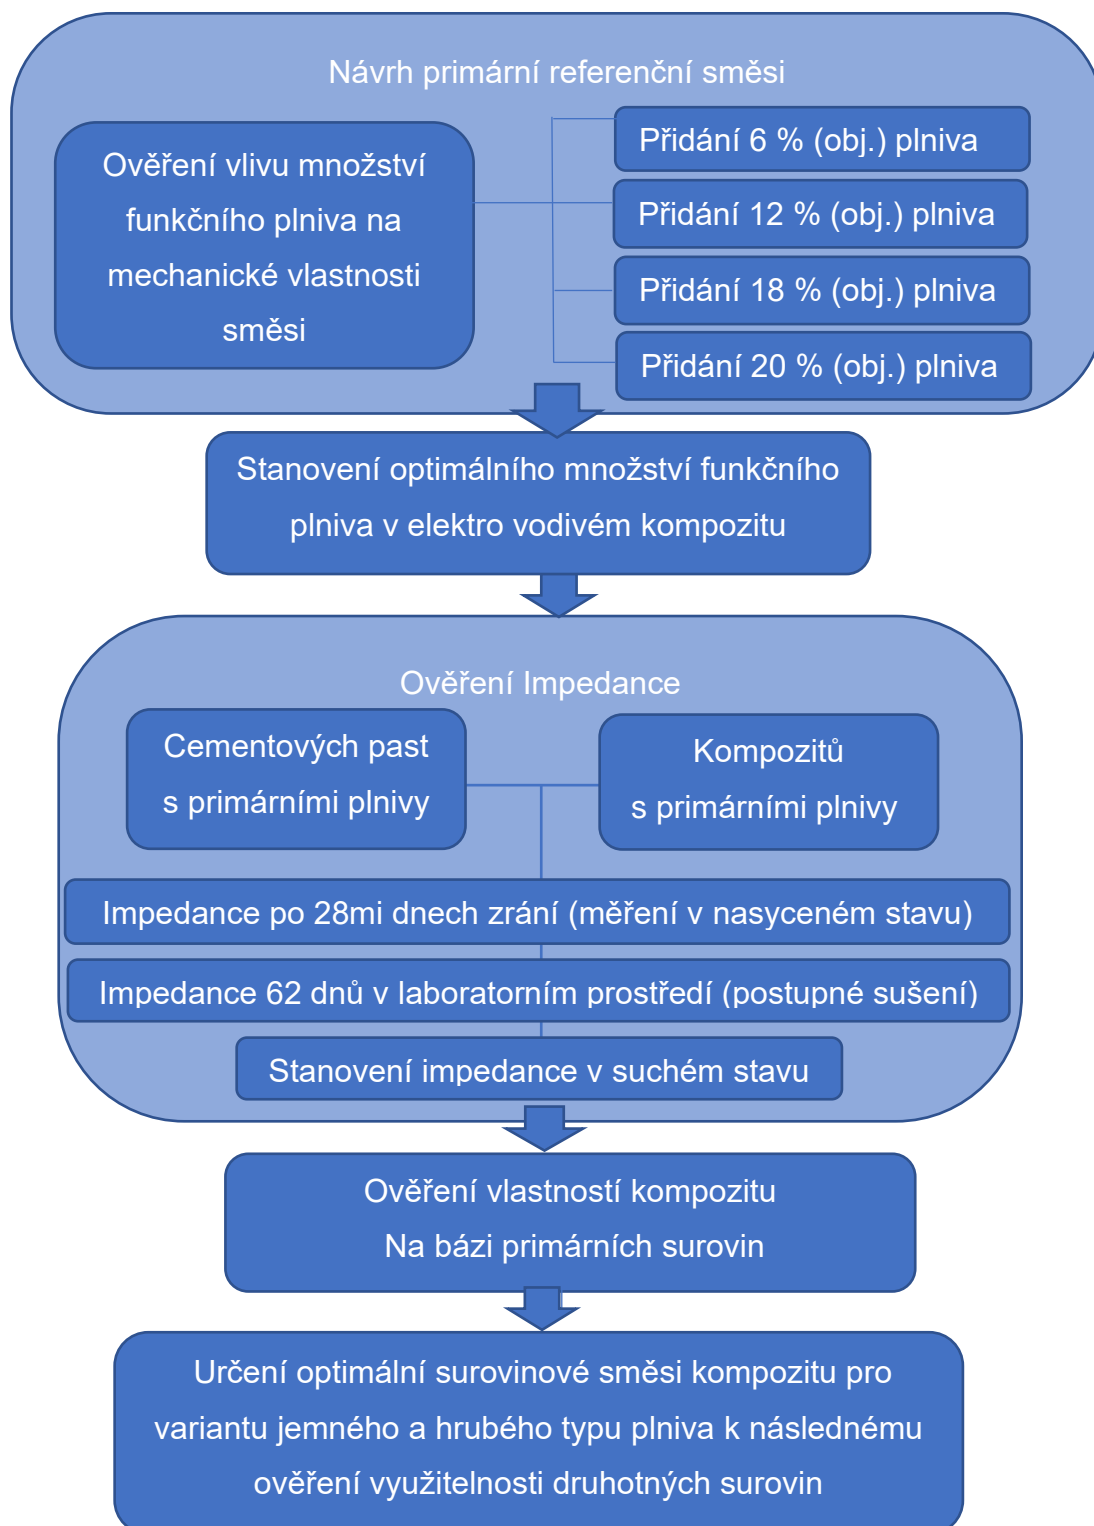 Návrh primární referenční směsi
Ověření vlivu množství
funkčního plniva na
mechanické vlastnosti
směsi
Přidání 6 % (obj.) plniva
Přidání 12 % (obj.) plniva
Přidání 18 % (obj.) plniva
Přidání 20 % (obj.) plniva
Stanovení optimálního množství funkčního
plniva v elektro vodivém kompozitu
Ověření Impedance
Cementových past
s primárními plnivy
Kompozitů
s primárními plnivy
Impedance po 28mi dnech zrání (měření v nasyceném stavu)
Impedance 62 dnů v laboratorním prostředí (postupné sušení)
Stanovení impedance v suchém stavu
Ověření vlastností kompozitu
Na bázi primárních surovin
Určení optimální surovinové směsi kompozitu pro
variantu jemného a hrubého typu plniva k následnému
ověření využitelnosti druhotných surovin